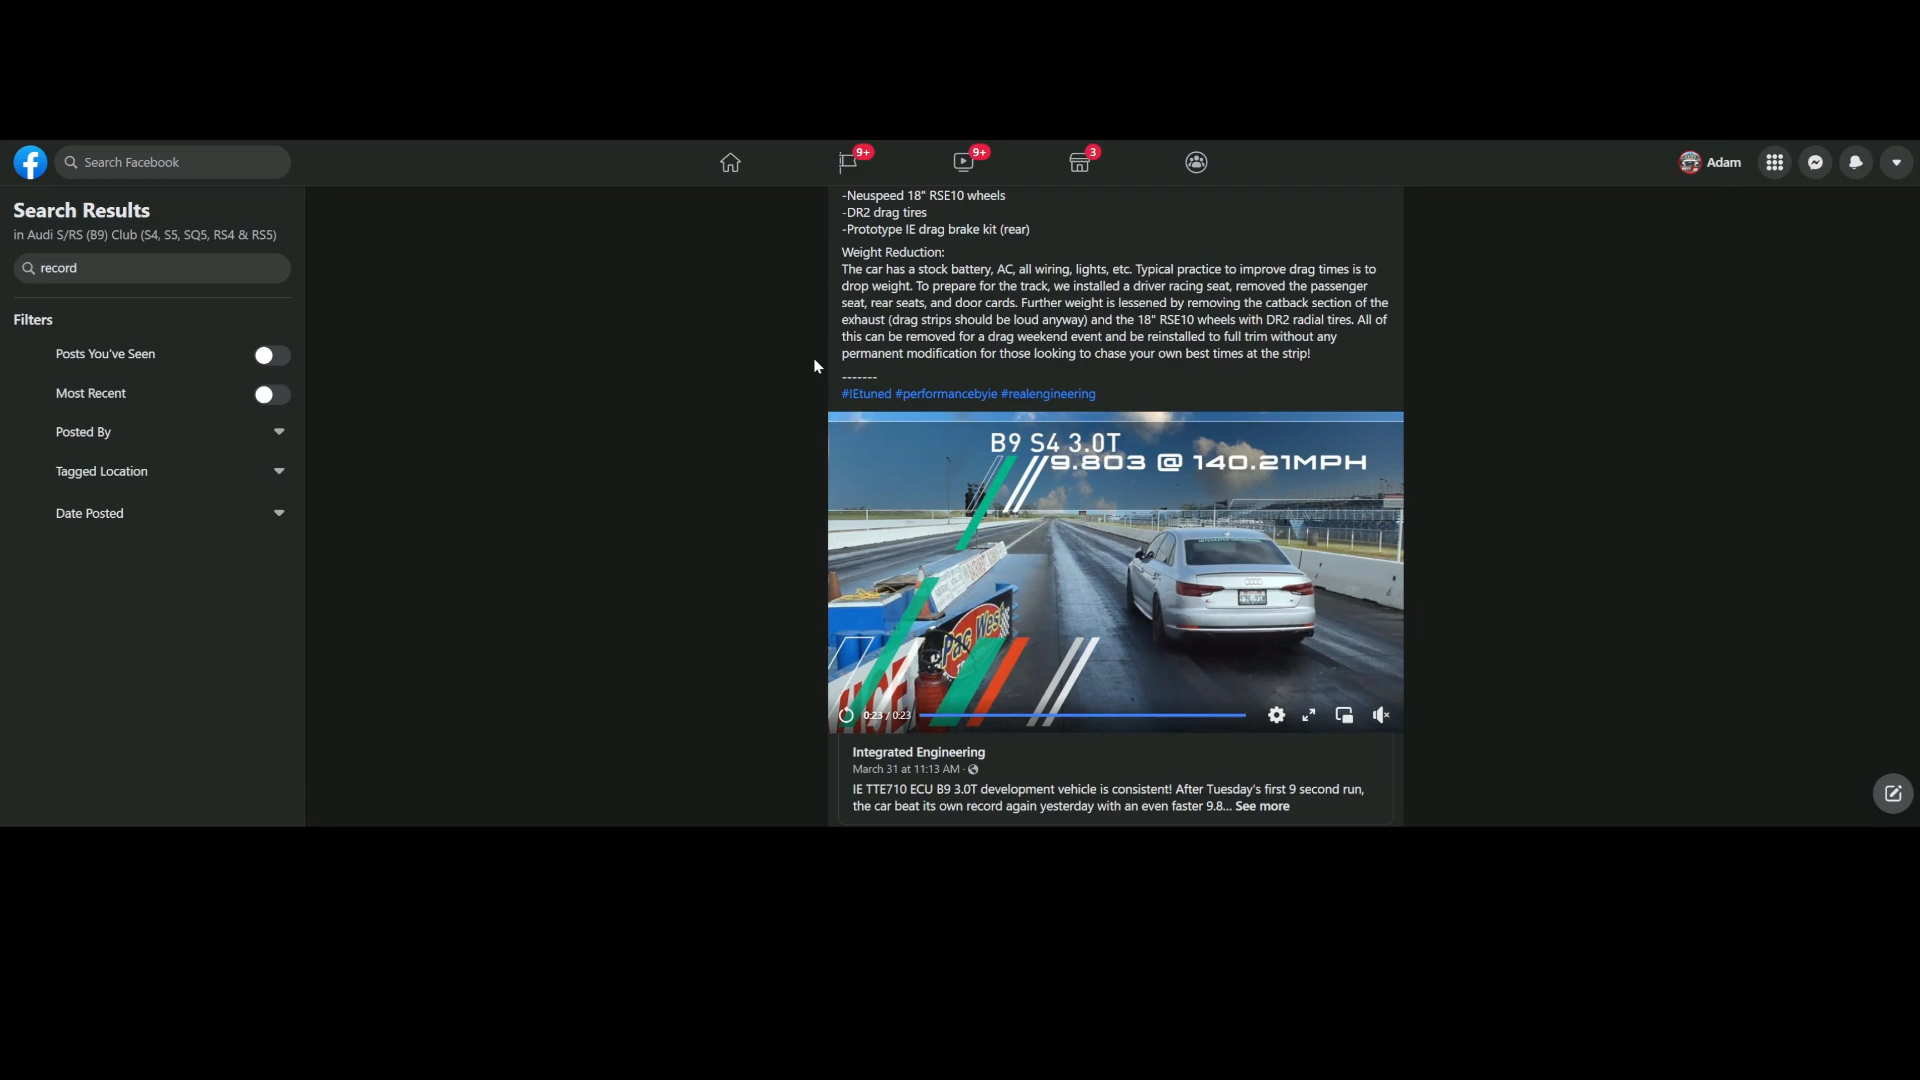 Search Facebook
9+
9+
3
Adam
Search Results
in Audi S/RS (B9) Club (S4, S5, SQ5, RS4 & RS5)
record
Filters
Posts You've Seen
Most Recent
Posted By
Tagged Location
Date Posted
-Neuspeed 18" RSE10 wheels
-DR2 drag tires
-Prototype IE drag brake kit (rear)
Weight Reduction:
The car has a stock battery, AC, all wiring, lights, etc. Typical practice to improve drag times is to
drop weight. To prepare for the track, we installed a driver racing seat, removed the passenger
seat, rear seats, and door cards. Further weight is lessened by removing the catback section of the
exhaust (drag strips should be loud anyway) and the 18" RSE10 wheels with DR2 radial tires. All of
this can be removed for a drag weekend event and be reinstalled to full trim without any
permanent modification for those looking to chase your own best times at the strip!
-------
#IEtuned #performancebyie #realengineering
B9 S4 3.0T
9.803 @ 140.21MPH
Pac West
0:23 / 0:23
Integrated Engineering
March 31 at 11:13 AM ·
IE TTE710 ECU B9 3.0T development vehicle is consistent! After Tuesday's first 9 second run,
the car beat its own record again yesterday with an even faster 9.8... See more